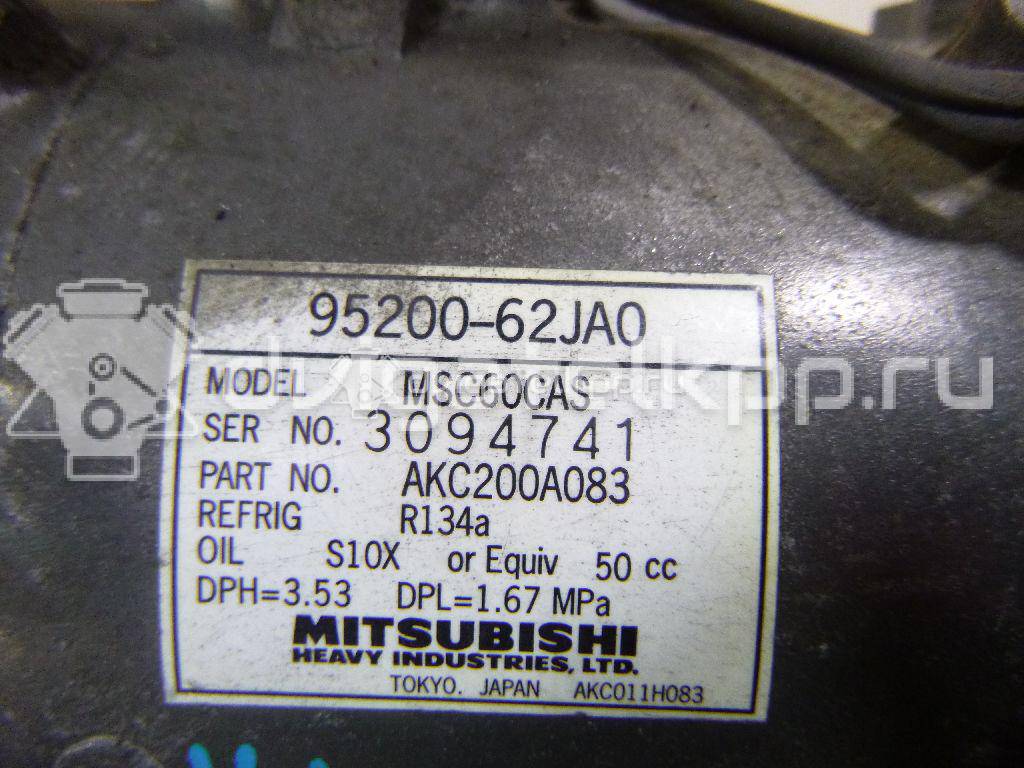 95200-62JA0
MODEL MSC60CAS
SER NO. 3094741
PART NO. AKC200A083
REFRIG R134a
OIL S10X or Equiv 50 cc
DPH=3.53 DPL=1.67 MPa
MITSUBISHI
HEAVY INDUSTRIES, LTD.
TOKYO. JAPAN AKC011H083